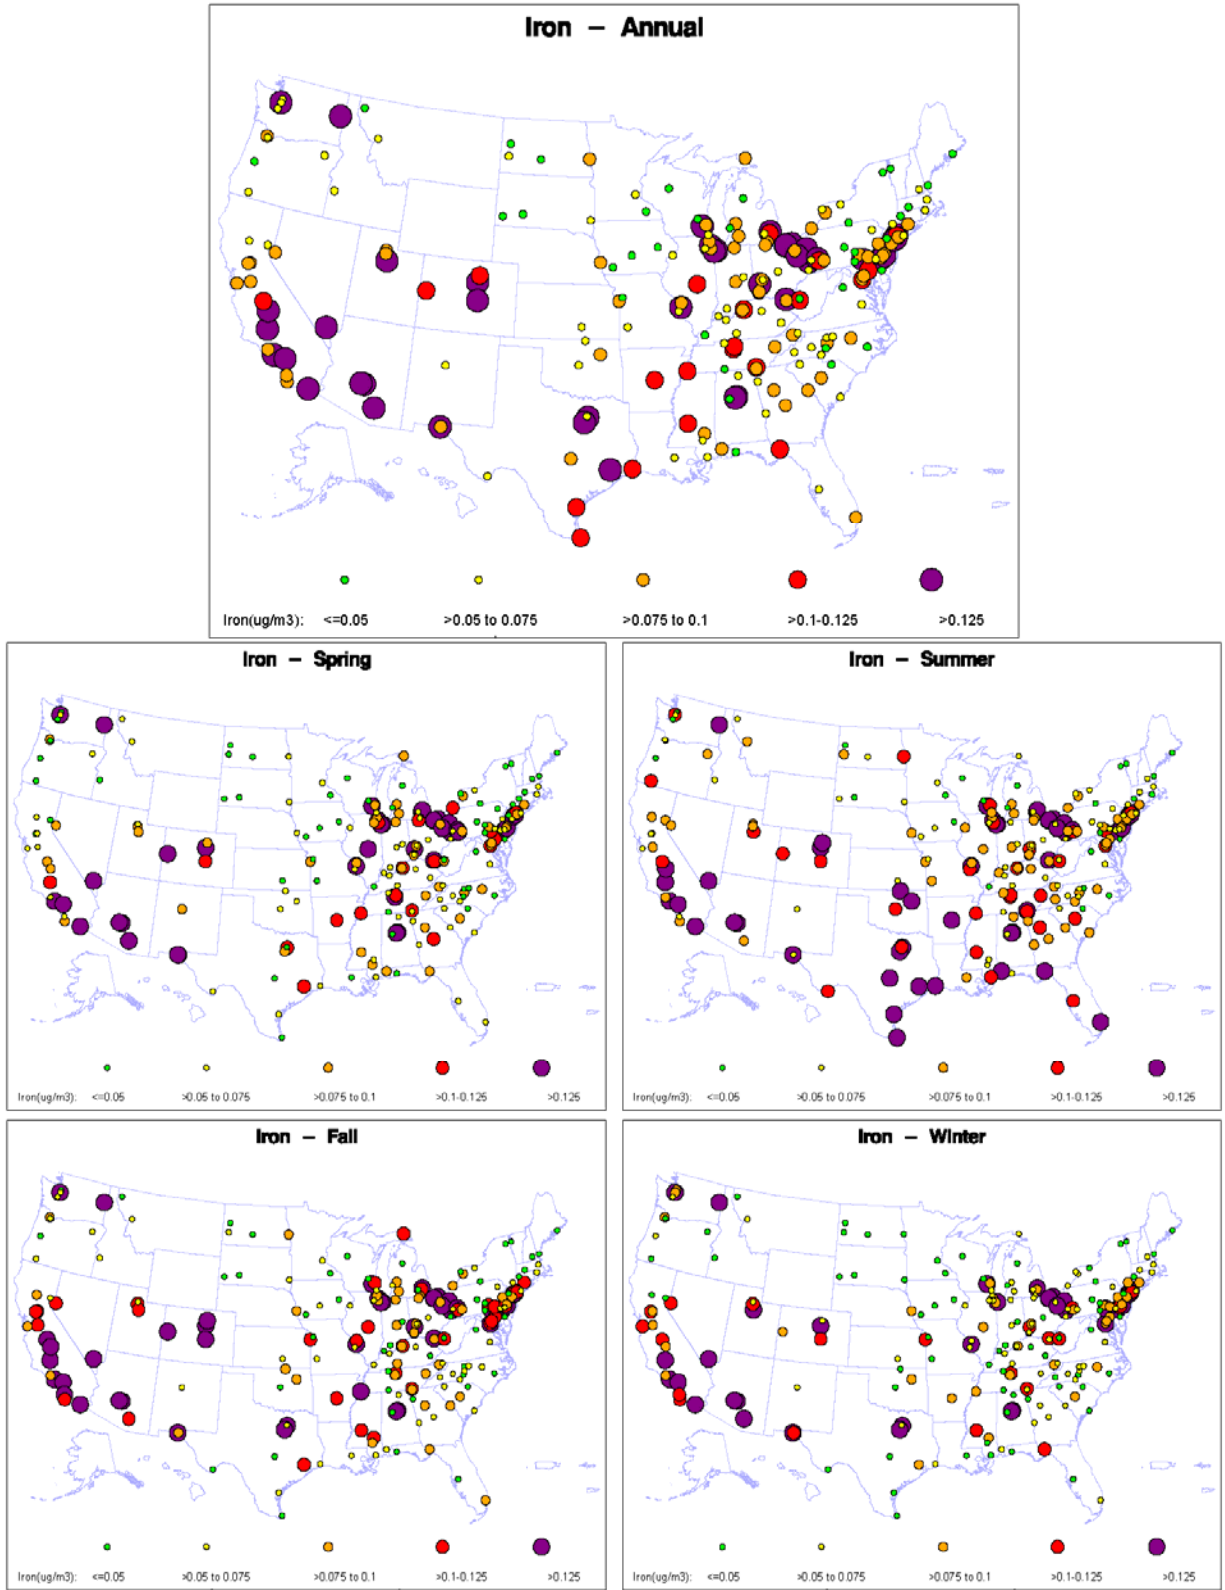 Iron – Annual
Iron(ug/m3): <=0.05 >0.05 to 0.075 >0.075 to 0.1 >0.1-0.125 >0.125
Iron – Spring
Iron(ug/m3): <=0.05 >0.05 to 0.075 >0.075 to 0.1 >0.1-0.125 >0.125
Iron – Summer
Iron(ug/m3): <=0.05 >0.05 to 0.075 >0.075 to 0.1 >0.1-0.125 >0.125
Iron – Fall
Iron(ug/m3): <=0.05 >0.05 to 0.075 >0.075 to 0.1 >0.1-0.125 >0.125
Iron – Winter
Iron(ug/m3): <=0.05 >0.05 to 0.075 >0.075 to 0.1 >0.1-0.125 >0.125